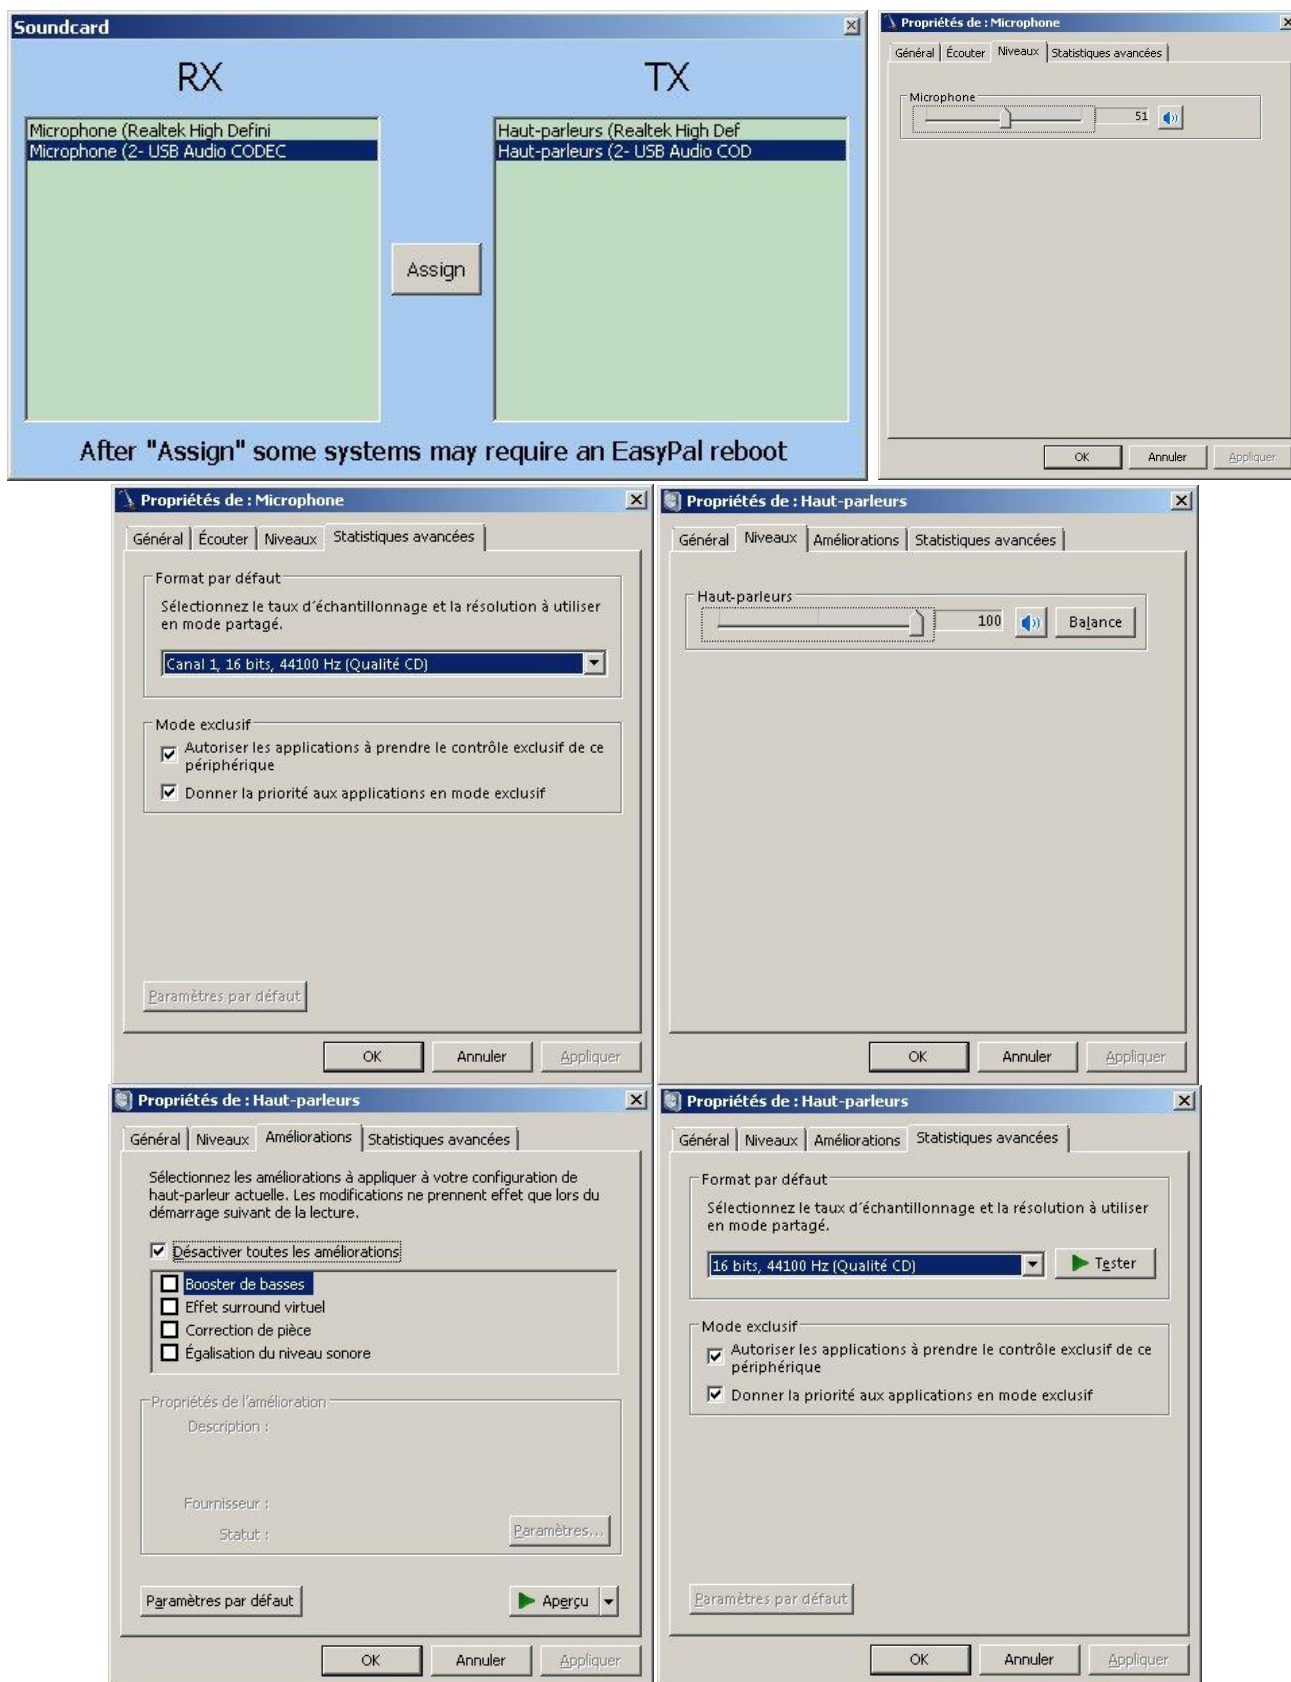 Soundcard
RX
TX
Microphone (Realtek High Defini
Microphone (2- USB Audio CODEC
Assign
Haut-parleurs (Realtek High Def
Haut-parleurs (2- USB Audio COD
After "Assign" some systems may require an EasyPal reboot
Propriétés de : Microphone
Général Écouter Niveaux Statistiques avancées
Microphone
51
OK Annuler Appliquer
Propriétés de : Microphone
Général Écouter Niveaux Statistiques avancées
Format par défaut
Sélectionnez le taux d'échantillonnage et la résolution à utiliser
en mode partagé.
Canal 1, 16 bits, 44100 Hz (Qualité CD)
Mode exclusif
Autoriser les applications à prendre le contrôle exclusif de ce
périphérique
Donner la priorité aux applications en mode exclusif
Paramètres par défaut
OK Annuler Appliquer
Propriétés de : Haut-parleurs
Général Niveaux Améliorations Statistiques avancées
Haut-parleurs
100 Balance
OK Annuler Appliquer
Propriétés de : Haut-parleurs
Général Niveaux Améliorations Statistiques avancées
Sélectionnez les améliorations à appliquer à votre configuration de
haut-parleur actuelle. Les modifications ne prennent effet que lors du
démarrage suivant de la lecture.
Désactiver toutes les améliorations
Booster de basses
Effet surround virtuel
Correction de pièce
Égalisation du niveau sonore
Propriétés de l'amélioration
Description :
Fournisseur :
Statut :
Paramètres...
Paramètres par défaut Aperçu
OK Annuler Appliquer
Propriétés de : Haut-parleurs
Général Niveaux Améliorations Statistiques avancées
Format par défaut
Sélectionnez le taux d'échantillonnage et la résolution à utiliser
en mode partagé.
16 bits, 44100 Hz (Qualité CD) Tester
Mode exclusif
Autoriser les applications à prendre le contrôle exclusif de ce
périphérique
Donner la priorité aux applications en mode exclusif
Paramètres par défaut
OK Annuler Appliquer